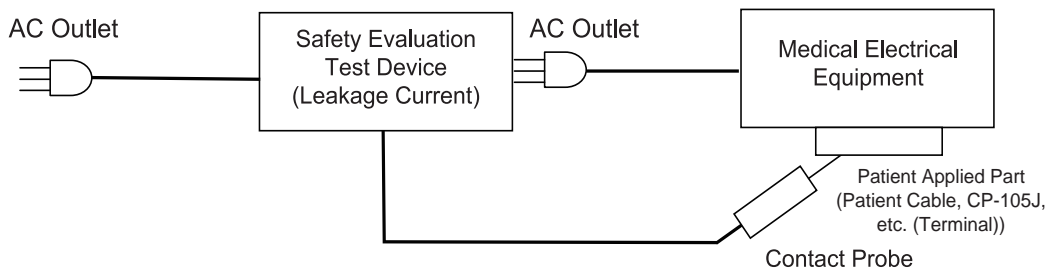 AC Outlet
Safety Evaluation
Test Device
(Leakage Current)
AC Outlet
Medical Electrical
Equipment
Patient Applied Part
(Patient Cable, CP-105J,
etc. (Terminal))
Contact Probe